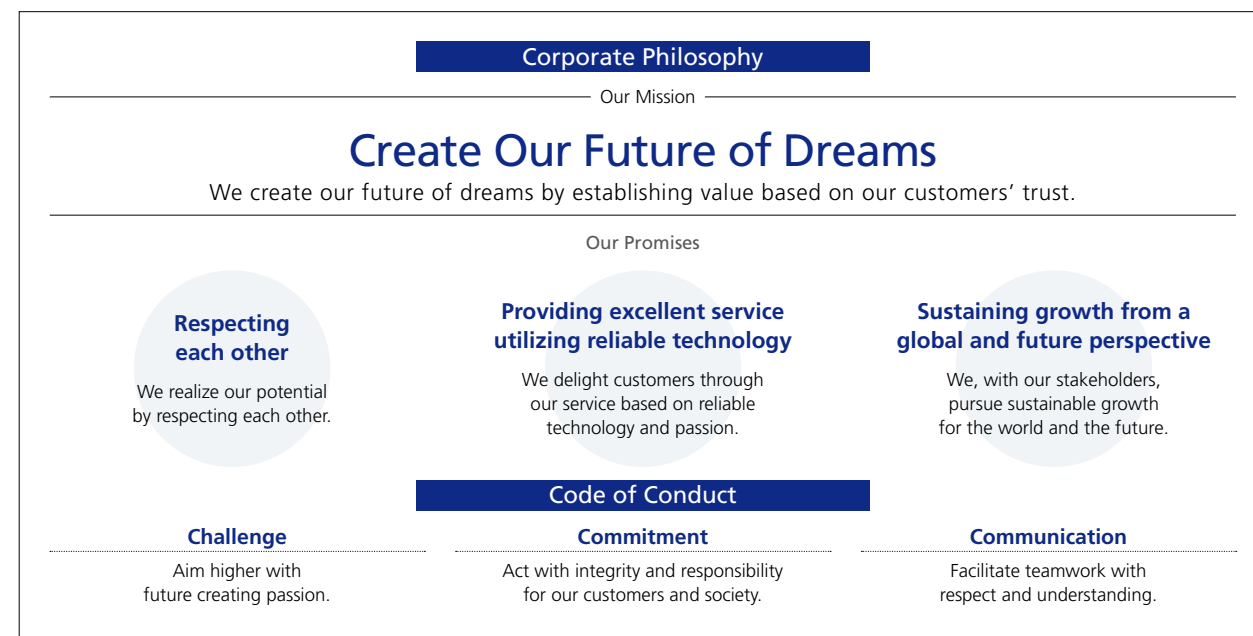 Corporate Philosophy
Our Mission
Create Our Future of Dreams
We create our future of dreams by establishing value based on our customers’ trust.
Our Promises
Respecting
each other
We realize our potential
by respecting each other.
Providing excellent service
utilizing reliable technology
We delight customers through
our service based on reliable
technology and passion.
Sustaining growth from a
global and future perspective
We, with our stakeholders,
pursue sustainable growth
for the world and the future.
Code of Conduct
Challenge
Aim higher with
future creating passion.
Commitment
Act with integrity and responsibility
for our customers and society.
Communication
Facilitate teamwork with
respect and understanding.